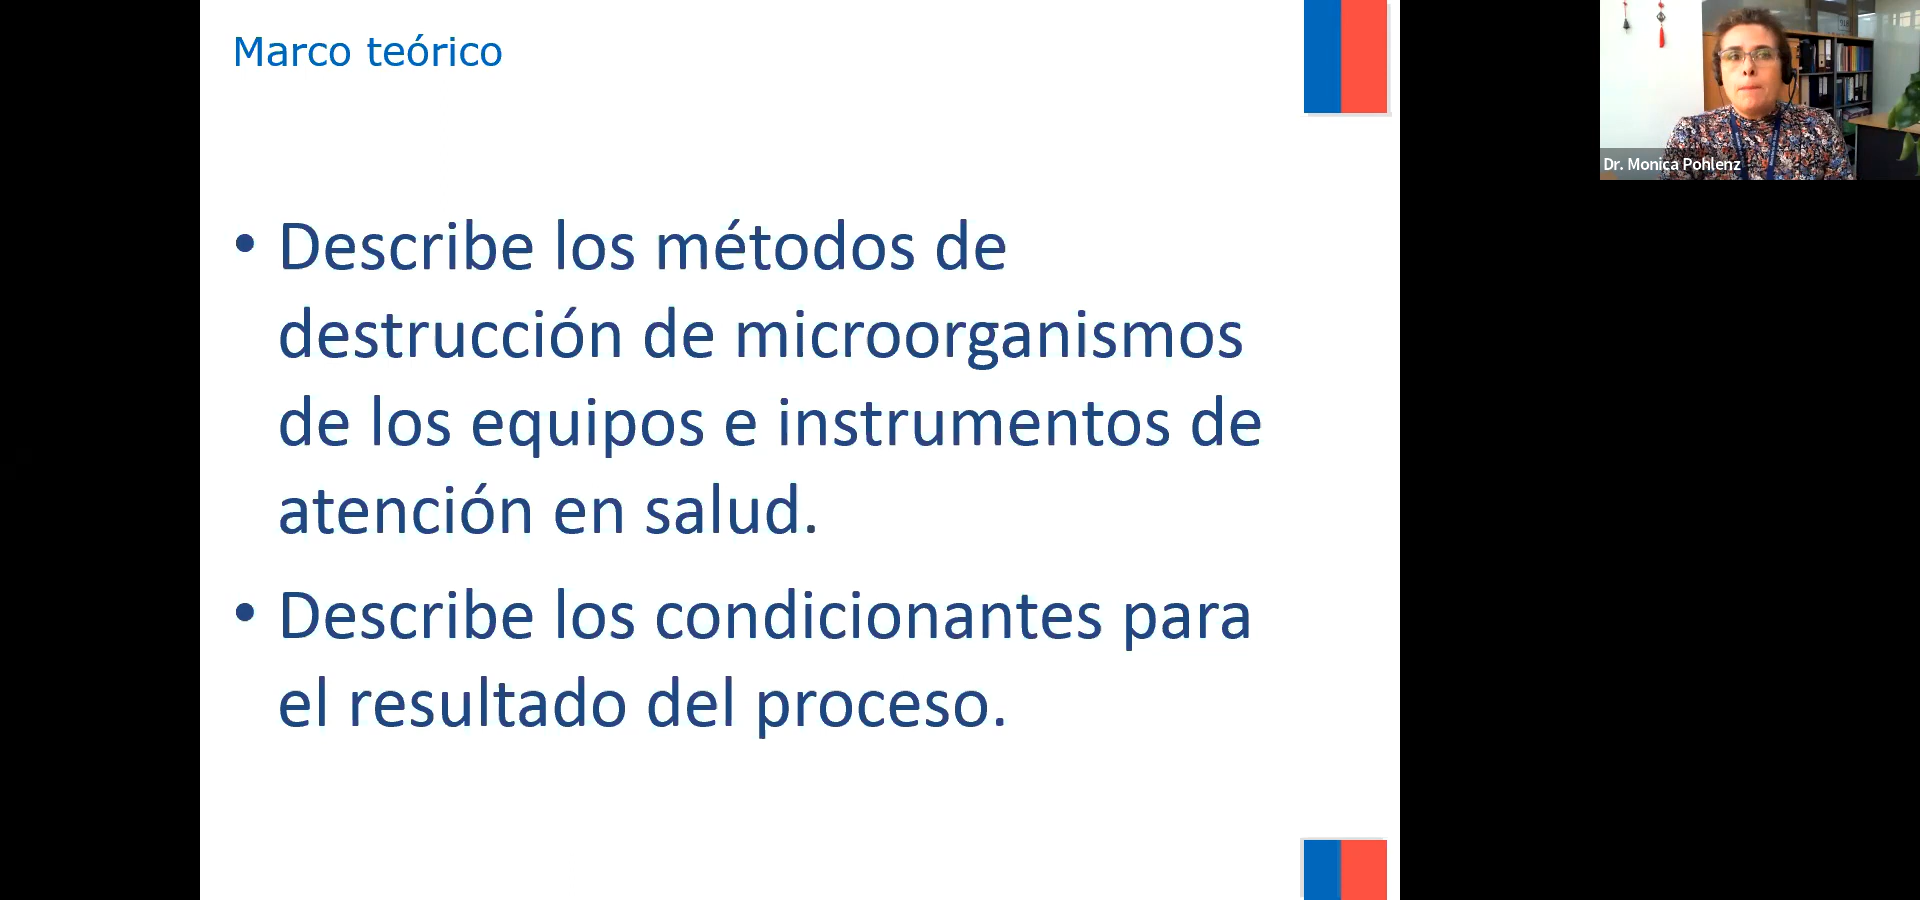 Marco teórico
• Describe los métodos de
destrucción de microorganismos
de los equipos e instrumentos de
atención en salud.
• Describe los condicionantes para
el resultado del proceso.
Dr. Monica Pohlenz